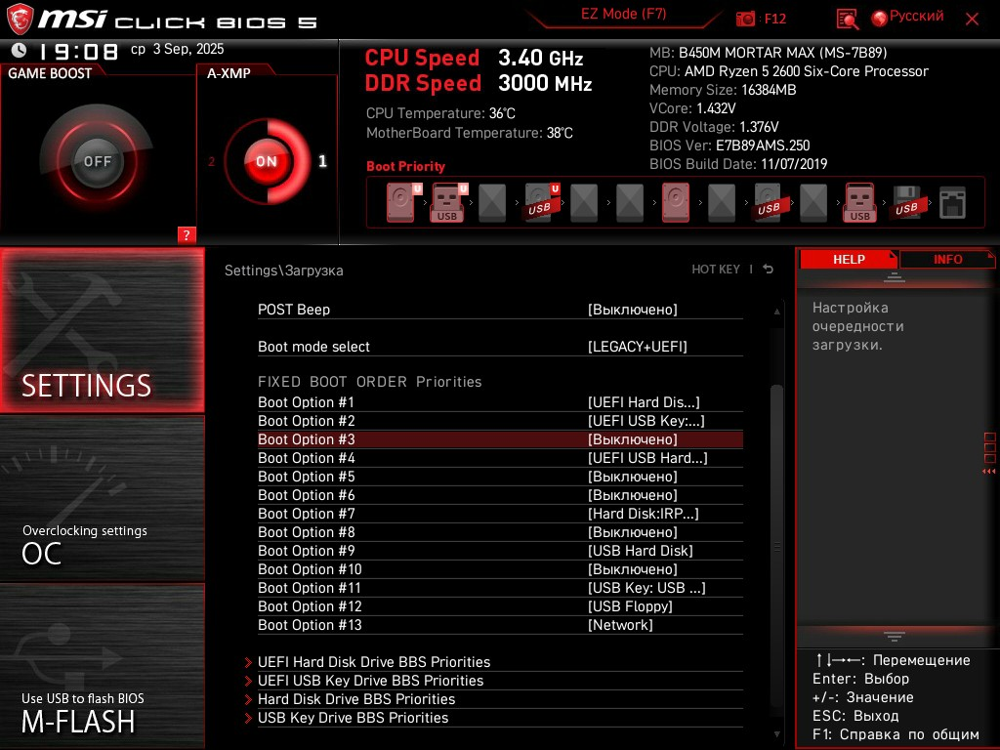 msi CLICK BIOS 5
EZ Mode (F7)
: F12
Русский
19:08 ср 3 Sep, 2025
GAME BOOST
OFF
A-XMP
2 ON 1
?
CPU Speed 3.40 GHz
DDR Speed 3000 MHz
CPU Temperature: 36°C
MotherBoard Temperature: 38°C
MB: B450M MORTAR MAX (MS-7B89)
CPU: AMD Ryzen 5 2600 Six-Core Processor
Memory Size: 16384MB
VCore: 1.432V
DDR Voltage: 1.376V
BIOS Ver: E7B89AMS.250
BIOS Build Date: 11/07/2019
Boot Priority
U U U
USB USB USB USB USB
SETTINGS
Overclocking settings
OC
Use USB to flash BIOS
M-FLASH
Settings\Загрузка
HOT KEY |
POST Beep [Выключено]
Boot mode select [LEGACY+UEFI]
FIXED BOOT ORDER Priorities
Boot Option #1 [UEFI Hard Dis...]
Boot Option #2 [UEFI USB Key:...]
Boot Option #3 [Выключено]
Boot Option #4 [UEFI USB Hard...]
Boot Option #5 [Выключено]
Boot Option #6 [Выключено]
Boot Option #7 [Hard Disk:IRP...]
Boot Option #8 [Выключено]
Boot Option #9 [USB Hard Disk]
Boot Option #10 [Выключено]
Boot Option #11 [USB Key: USB ...]
Boot Option #12 [USB Floppy]
Boot Option #13 [Network]
UEFI Hard Disk Drive BBS Priorities
UEFI USB Key Drive BBS Priorities
Hard Disk Drive BBS Priorities
USB Key Drive BBS Priorities
HELP
INFO
Настройка
очередности
загрузки.
↑↓→←: Перемещение
Enter: Выбор
+/-: Значение
ESC: Выход
F1: Справка по общим